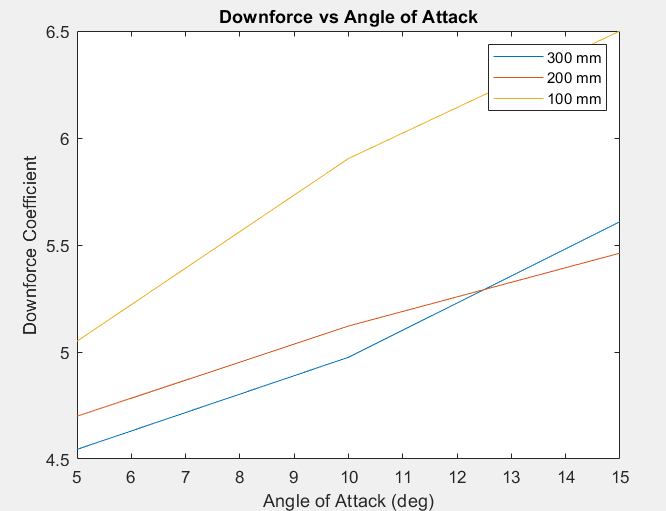 Downforce vs Angle of Attack
6.5
300 mm
200 mm
100 mm
6
5.5
Downforce Coefficient
5
4.5
5 6 7 8 9 10 11 12 13 14 15
Angle of Attack (deg)